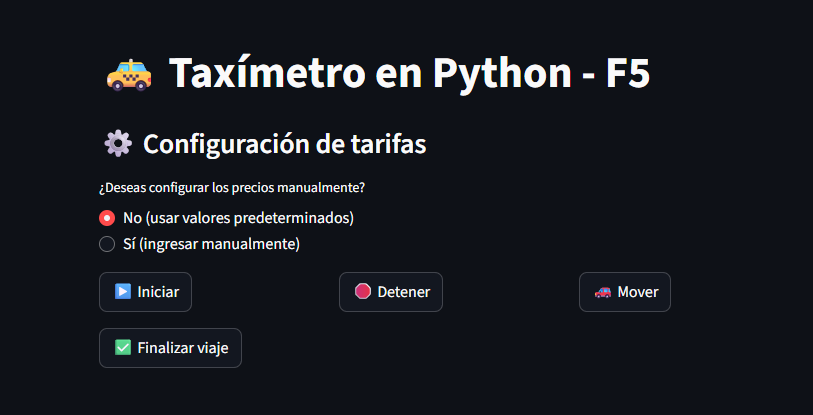 Taxímetro en Python - F5
Configuración de tarifas
¿Deseas configurar los precios manualmente?
No (usar valores predeterminados)
Sí (ingresar manualmente)
Iniciar
Detener
Mover
Finalizar viaje